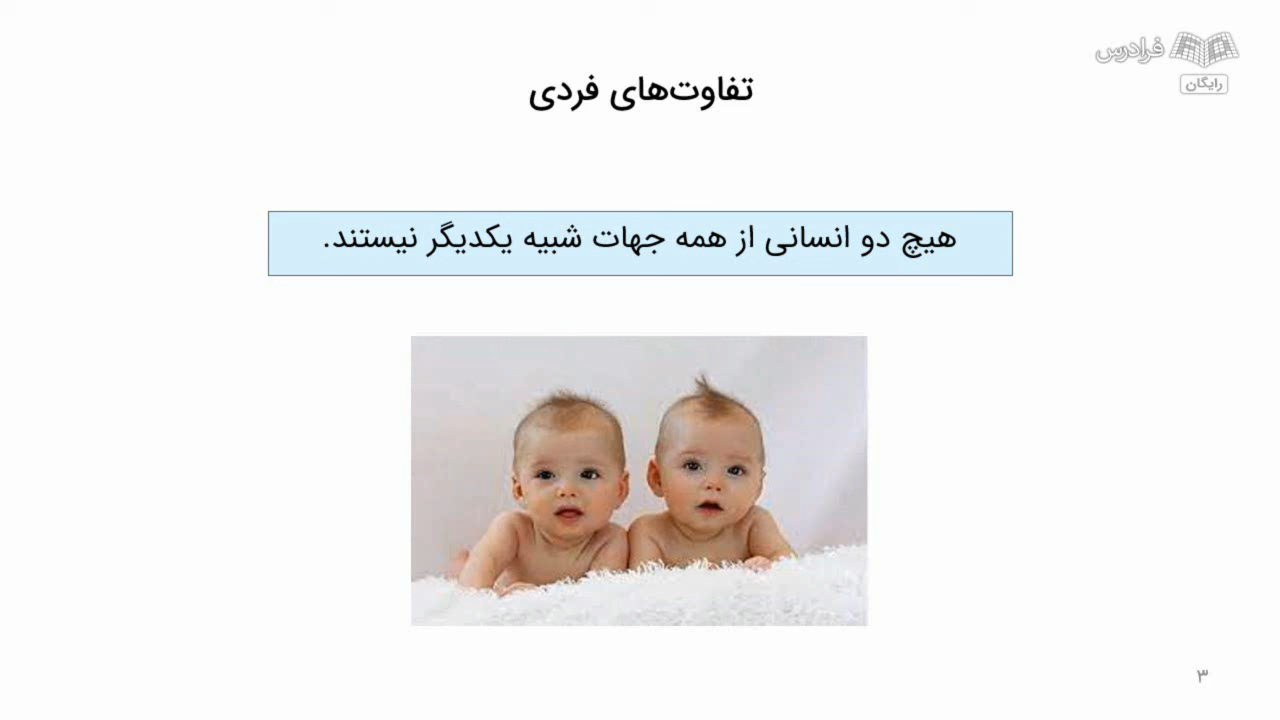 فرادرس
رایگان
تفاوت‌های فردی
هیچ دو انسانی از همه جهات شبیه یکدیگر نیستند.
۳